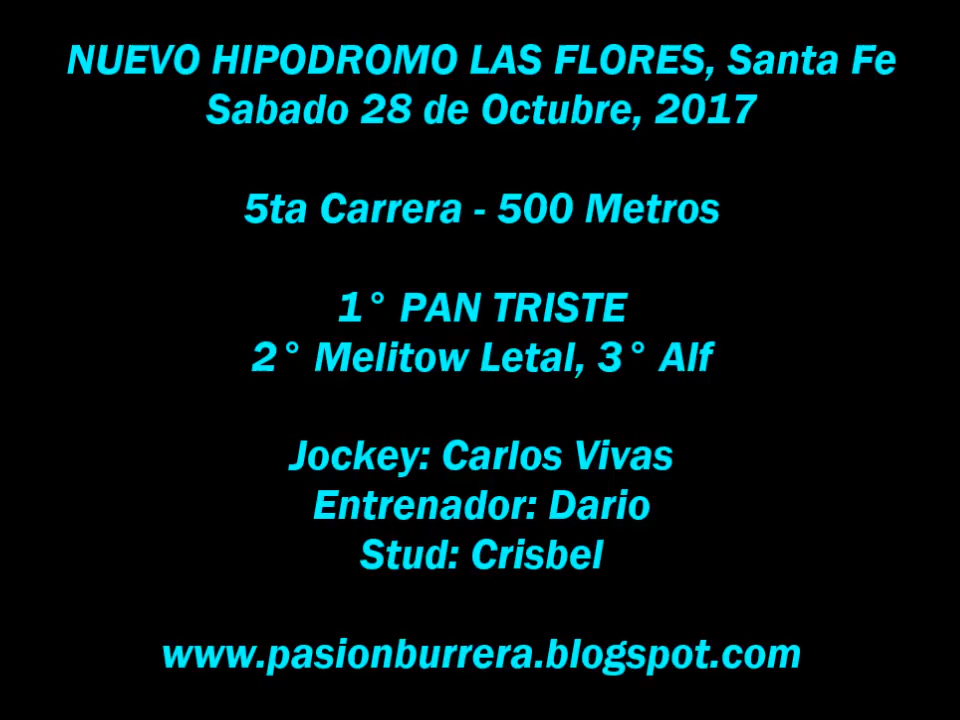 NUEVO HIPODROMO LAS FLORES, Santa Fe
Sabado 28 de Octubre, 2017
5ta Carrera - 500 Metros
1° PAN TRISTE
2° Melitow Letal, 3° Alf
Jockey: Carlos Vivas
Entrenador: Dario
Stud: Crisbel
www.pasionburrera.blogspot.com